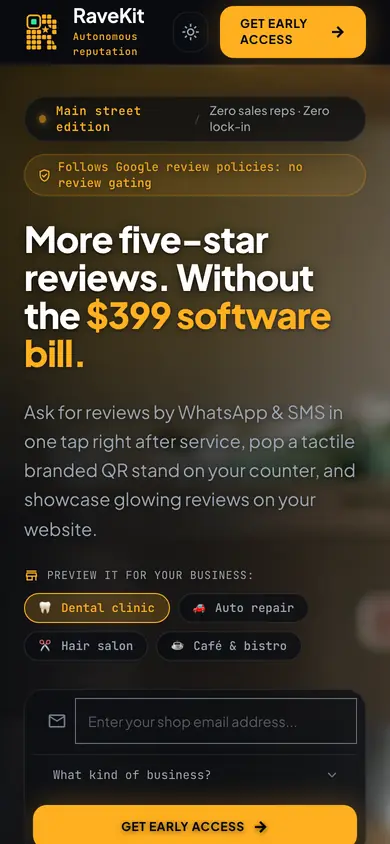 RaveKit
Autonomous
reputation
GET EARLY
ACCESS
Main street
edition
/
Zero sales reps · Zero
lock-in
Follows Google review policies: no
review gating
More five-star
reviews. Without
the $399 software
bill.
Ask for reviews by WhatsApp & SMS in
one tap right after service, pop a tactile
branded QR stand on your counter, and
showcase glowing reviews on your
website.
PREVIEW IT FOR YOUR BUSINESS:
Dental clinic
Auto repair
Hair salon
Café & bistro
Enter your shop email address...
What kind of business?
GET EARLY ACCESS